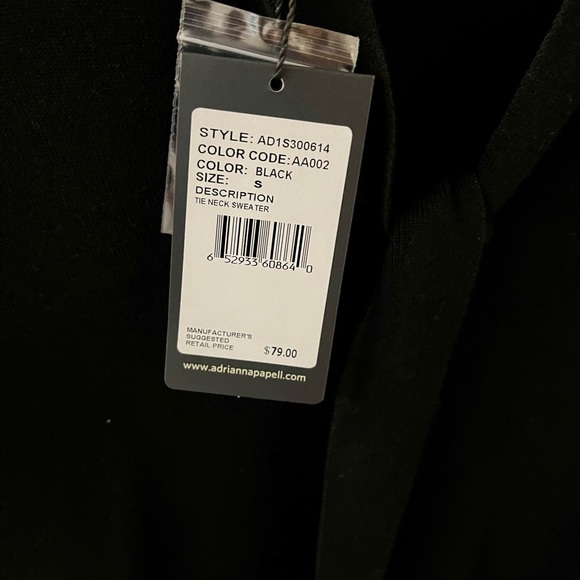 STYLE: AD1S300614
COLOR CODE: AA002
COLOR: BLACK
SIZE: S
DESCRIPTION
TIE NECK SWEATER
6 52933 60864 0
MANUFACTURER'S
SUGGESTED
RETAIL PRICE $79.00
www.adriannapapell.com